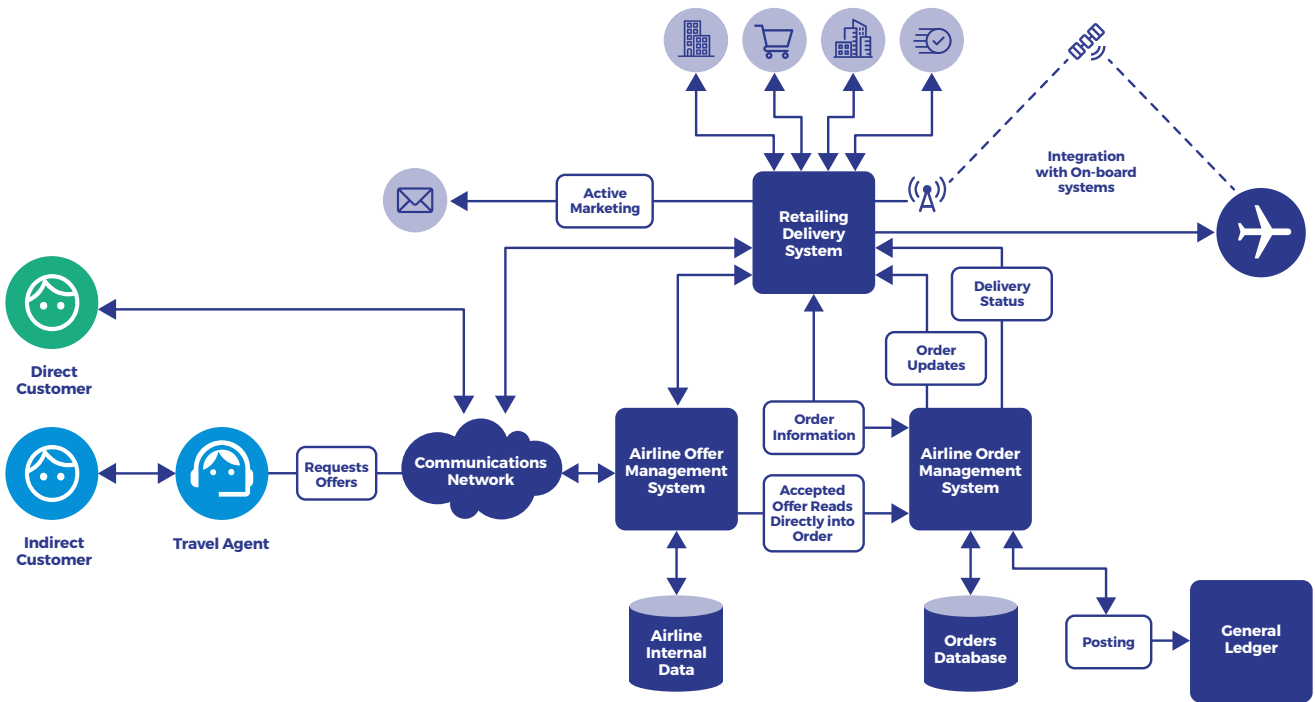 Integration
with On-board
systems
Active
Marketing
Retailing
Delivery
System
Delivery
Status
Order
Updates
Direct
Customer
Order
Information
Requests
Offers
Communications
Network
Airline Offer
Management
System
Airline Order
Management
System
Accepted
Offer Reads
Directly into
Order
Indirect
Customer
Travel Agent
Airline
Internal
Data
Orders
Database
Posting
General
Ledger